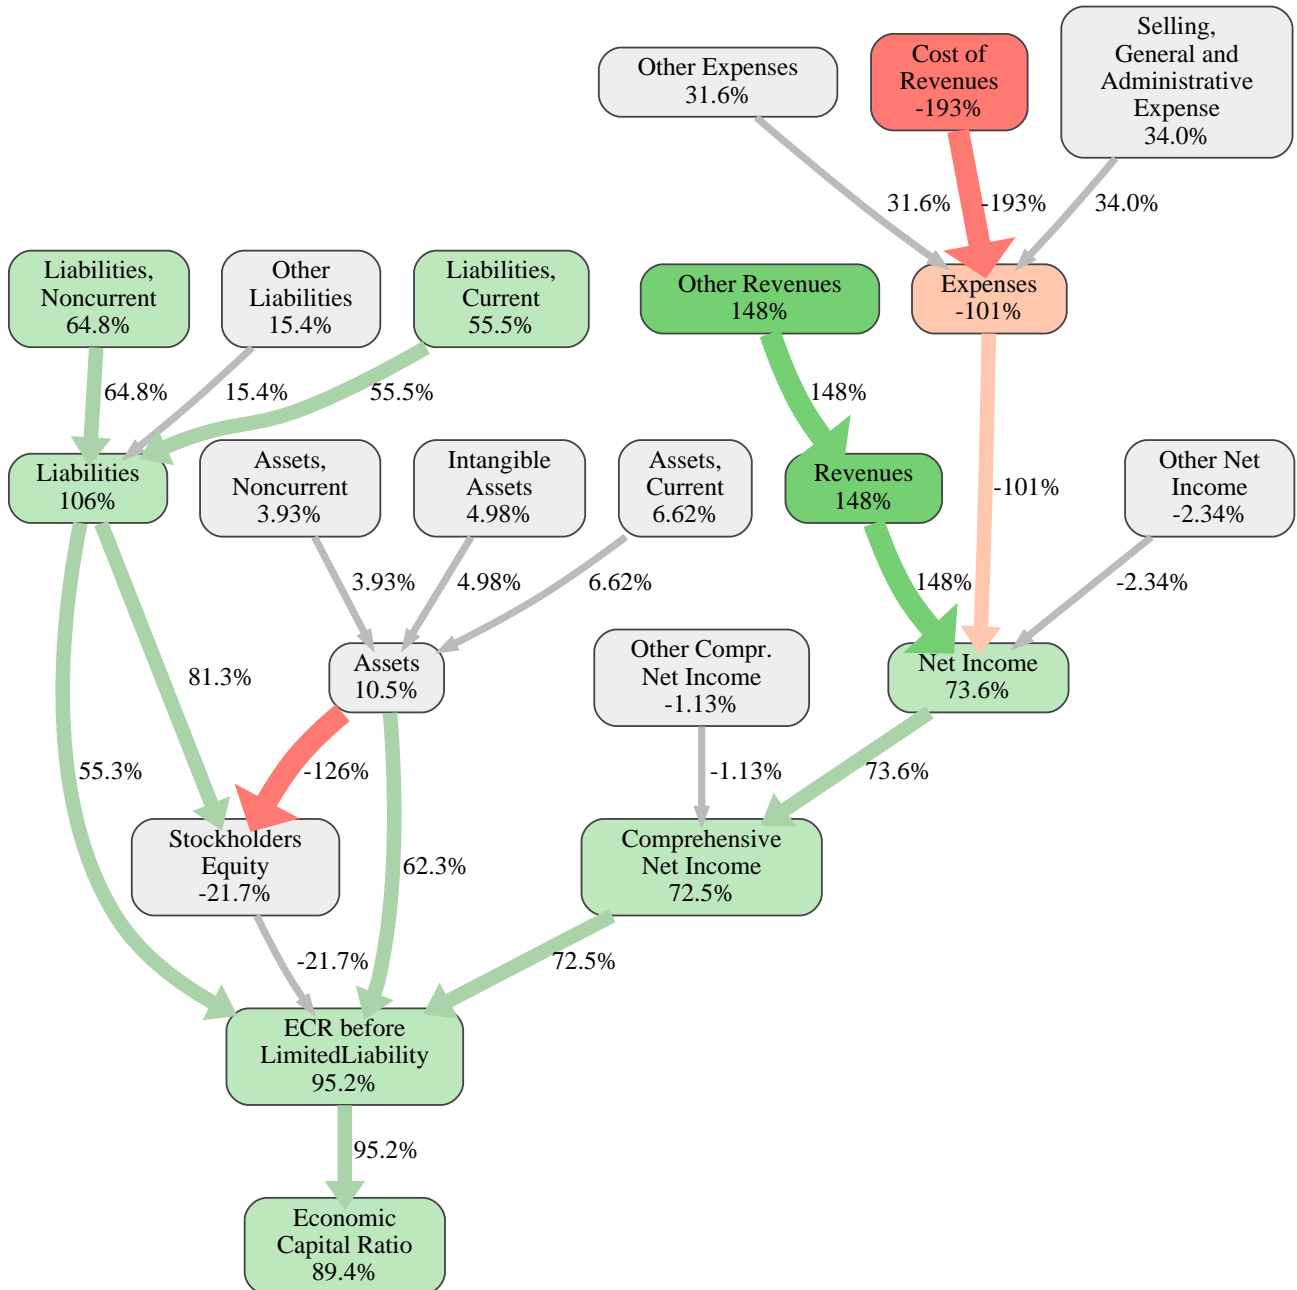 Other Expenses
31.6%
Cost of
Revenues
-193%
Selling,
General and
Administrative
Expense
34.0%
31.6%
-193%
34.0%
Liabilities,
Noncurrent
64.8%
Other
Liabilities
15.4%
Liabilities,
Current
55.5%
Other Revenues
148%
Expenses
-101%
64.8%
15.4%
55.5%
148%
Liabilities
106%
Assets,
Noncurrent
3.93%
Intangible
Assets
4.98%
Assets,
Current
6.62%
Revenues
148%
-101%
Other Net
Income
-2.34%
3.93%
4.98%
6.62%
148%
-2.34%
81.3%
Assets
10.5%
Other Compr.
Net Income
-1.13%
Net Income
73.6%
55.3%
-126%
-1.13%
73.6%
Stockholders
Equity
-21.7%
62.3%
Comprehensive
Net Income
72.5%
-21.7%
72.5%
ECR before
LimitedLiability
95.2%
95.2%
Economic
Capital Ratio
89.4%